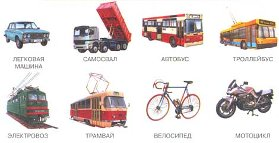 ЛЕГКОВАЯ МАШИНА
САМОСВАЛ
АВТОБУС
ТРОЛЛЕЙБУС
ЭЛЕКТРОВОЗ
ТРАМВАЙ
ВЕЛОСИПЕД
МОТОЦИКЛ